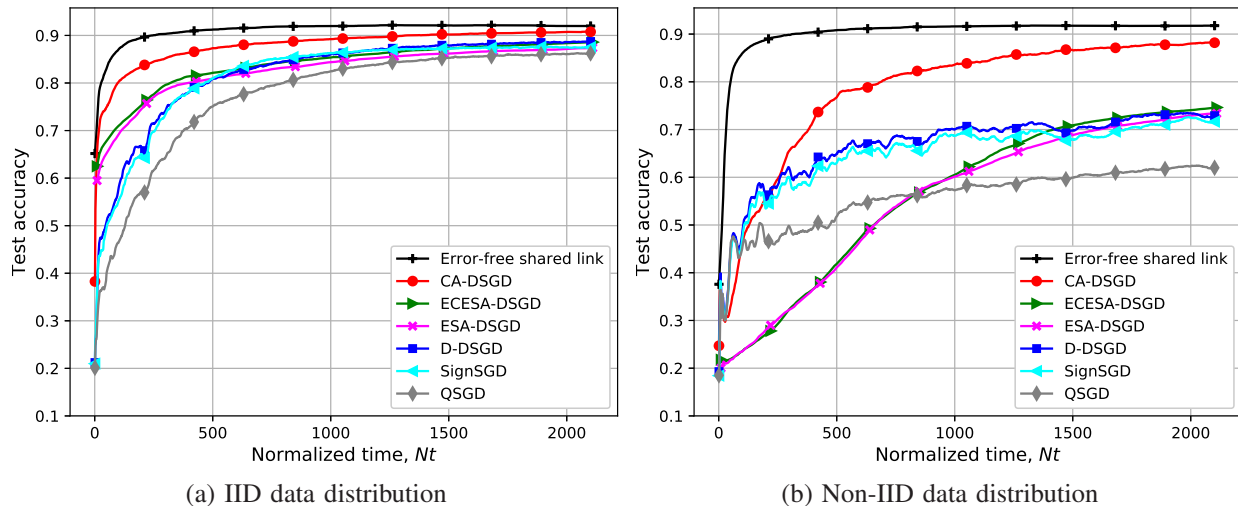 0.9
0.8
0.7
0.6
0.5
0.4
0.3
0.2
0.1
Test accuracy
Error-free shared link
CA-DSGD
ECESA-DSGD
ESA-DSGD
D-DSGD
SignSGD
QSGD
0 500 1000 1500 2000
Normalized time, Nt
(a) IID data distribution
0.9
0.8
0.7
0.6
0.5
0.4
0.3
0.2
0.1
Test accuracy
Error-free shared link
CA-DSGD
ECESA-DSGD
ESA-DSGD
D-DSGD
SignSGD
QSGD
0 500 1000 1500 2000
Normalized time, Nt
(b) Non-IID data distribution